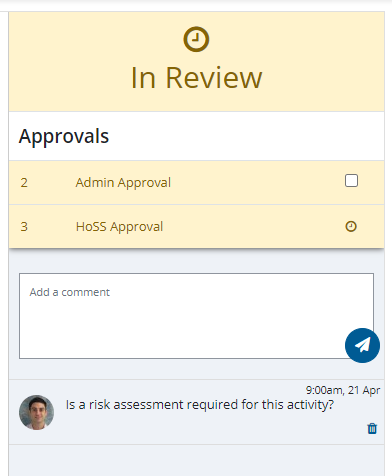 In Review
Approvals
2 Admin Approval
3 HoSS Approval
Add a comment
9:00am, 21 Apr
Is a risk assessment required for this activity?